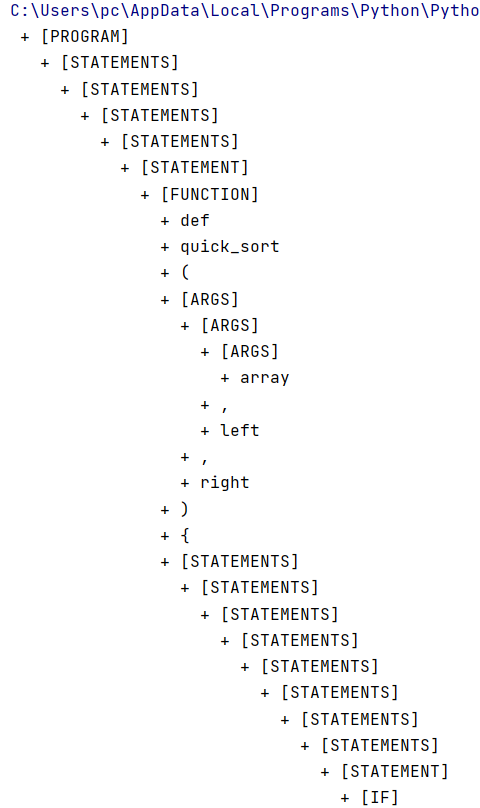 C:\Users\pc\AppData\Local\Programs\Python\Pytho
+ [PROGRAM]
+ [STATEMENTS]
+ [STATEMENTS]
+ [STATEMENTS]
+ [STATEMENTS]
+ [STATEMENT]
+ [FUNCTION]
+ def
+ quick_sort
+ (
+ [ARGS]
+ [ARGS]
+ [ARGS]
+ array
+ ,
+ left
+ ,
+ right
+ )
+ {
+ [STATEMENTS]
+ [STATEMENTS]
+ [STATEMENTS]
+ [STATEMENTS]
+ [STATEMENTS]
+ [STATEMENTS]
+ [STATEMENTS]
+ [STATEMENTS]
+ [STATEMENT]
+ [IF]